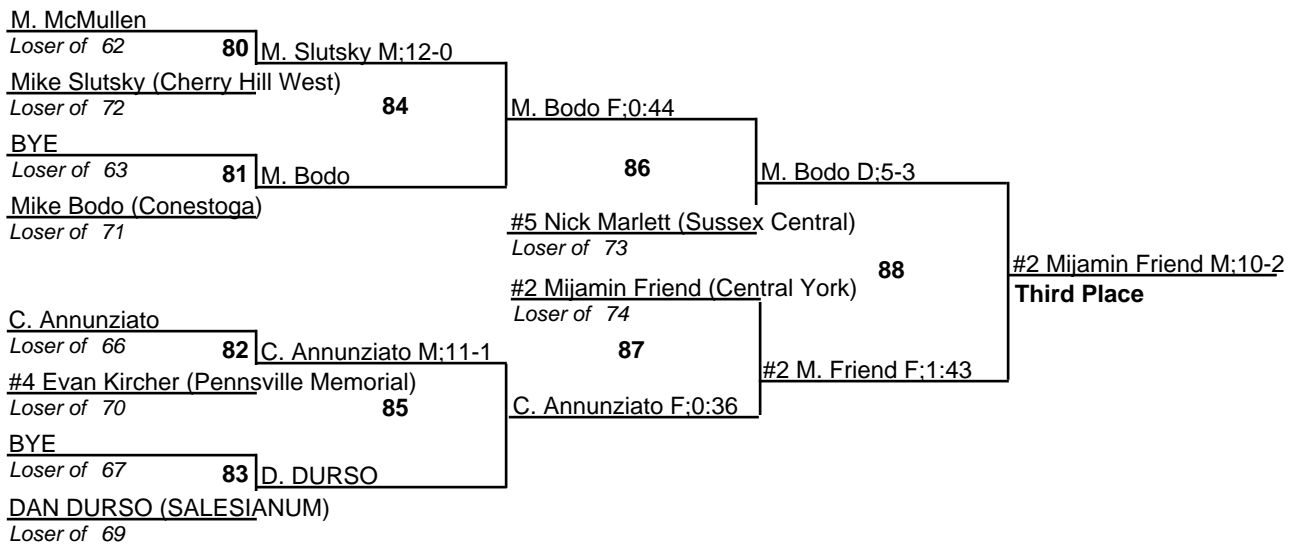 M. McMullen
Loser of 62
80
M. Slutsky M;12-0
Mike Slutsky (Cherry Hill West)
Loser of 72
84
M. Bodo F;0:44
BYE
Loser of 63
81
M. Bodo
86
M. Bodo D;5-3
Mike Bodo (Conestoga)
Loser of 71
#5 Nick Marlett (Sussex Central)
Loser of 73
88
#2 Mijamin Friend M;10-2
Third Place
#2 Mijamin Friend (Central York)
Loser of 74
C. Annunziato
Loser of 66
82
C. Annunziato M;11-1
87
#2 M. Friend F;1:43
#4 Evan Kircher (Pennsville Memorial)
Loser of 70
85
C. Annunziato F;0:36
BYE
Loser of 67
83
D. DURSO
DAN DURSO (SALESIANUM)
Loser of 69